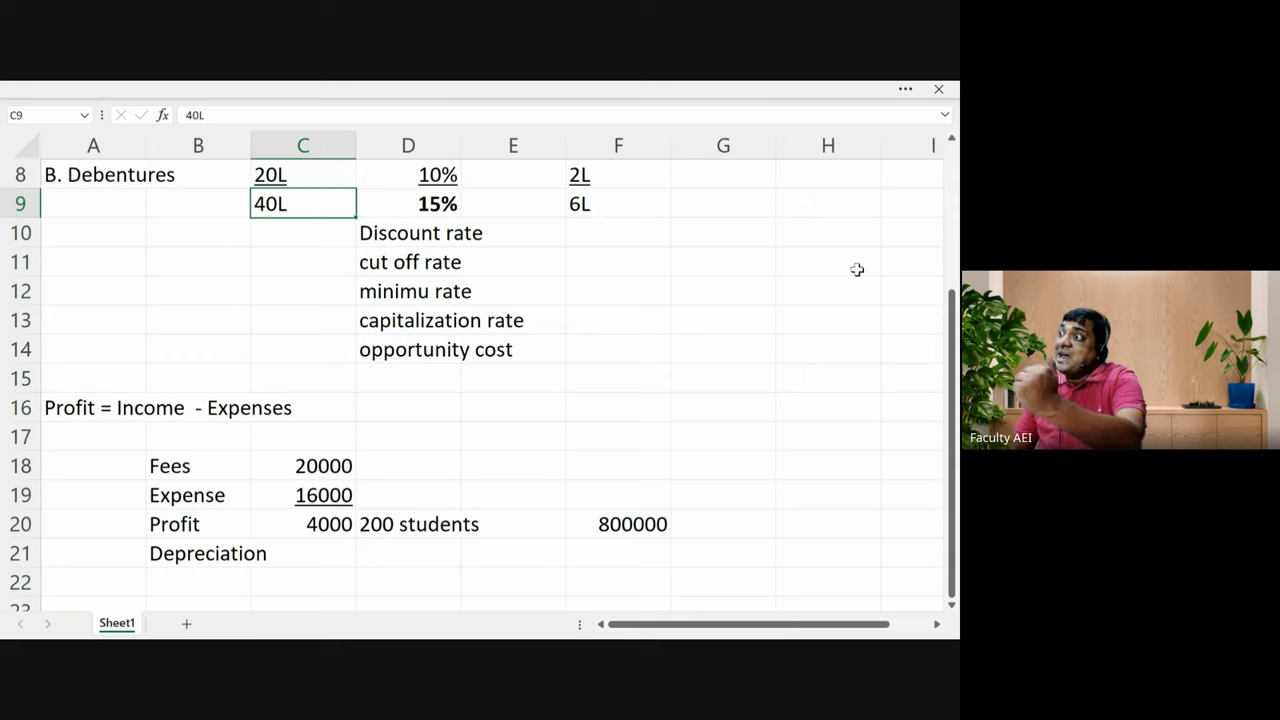 C9 fx 40L
A B C D E F G H I
8 B. Debentures 20L 10% 2L
9 40L 15% 6L
10 Discount rate
11 cut off rate
12 minimu rate
13 capitalization rate
14 opportunity cost
15
16 Profit = Income - Expenses
17
18 Fees 20000
19 Expense 16000
20 Profit 4000 200 students 800000
21 Depreciation
22
23
Sheet1
Faculty AEI